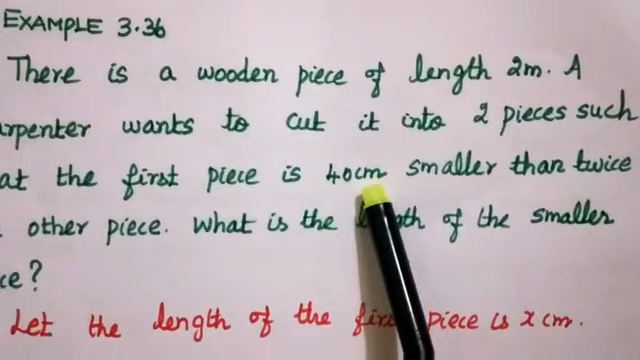 EXAMPLE 3.36
There is a wooden piece of length 2m. A
arpenter wants to cut it into 2 pieces such
at the first piece is 40cm smaller than twice
other piece. What is the length of the smaller
ce?
Let the length of the first piece is x cm.